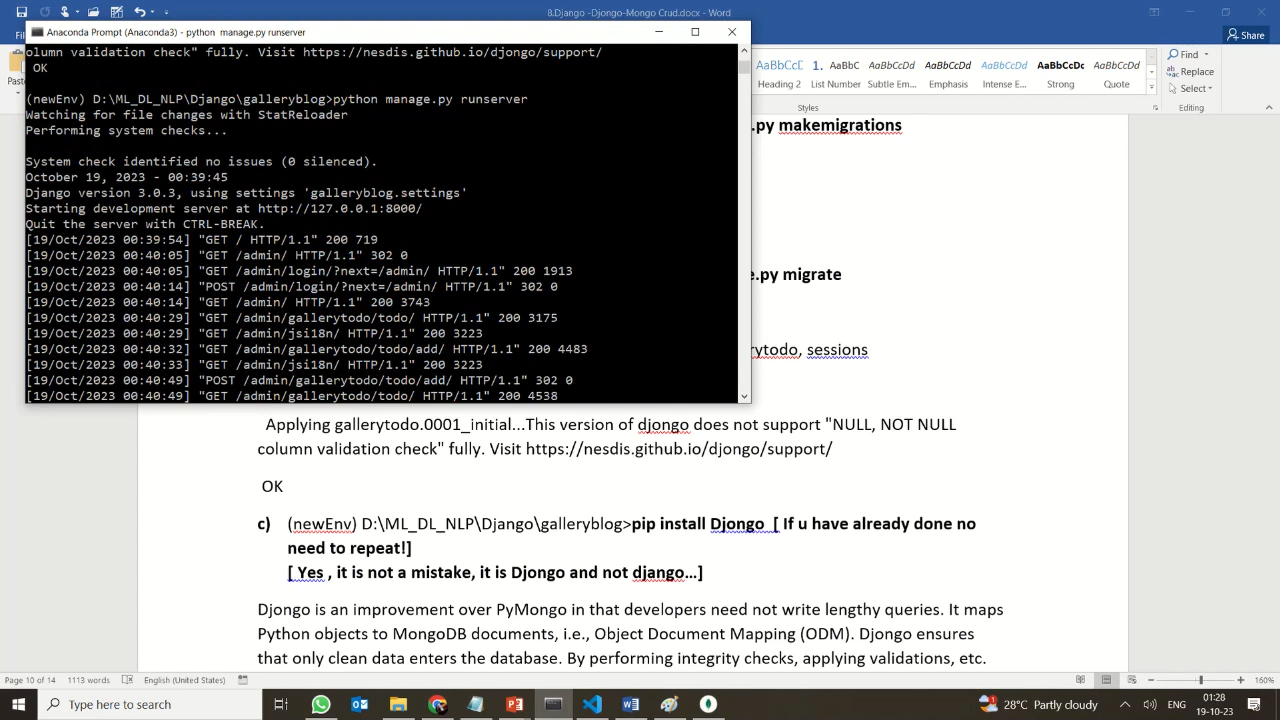 8.Django -Djongo-Mongo Crud.docx - Word
Share
Anaconda Prompt (Anaconda3) - python  manage.py runserver
olumn validation check" fully. Visit https://nesdis.github.io/djongo/support/
OK
(newEnv) D:\ML_DL_NLP\Django\galleryblog>python manage.py runserver
Watching for file changes with StatReloader
Performing system checks...
System check identified no issues (0 silenced).
October 19, 2023 - 00:39:45
Django version 3.0.3, using settings 'galleryblog.settings'
Starting development server at http://127.0.0.1:8000/
Quit the server with CTRL-BREAK.
[19/Oct/2023 00:39:54] "GET / HTTP/1.1" 200 719
[19/Oct/2023 00:40:05] "GET /admin/ HTTP/1.1" 302 0
[19/Oct/2023 00:40:05] "GET /admin/login/?next=/admin/ HTTP/1.1" 200 1913
[19/Oct/2023 00:40:14] "POST /admin/login/?next=/admin/ HTTP/1.1" 302 0
[19/Oct/2023 00:40:14] "GET /admin/ HTTP/1.1" 200 3743
[19/Oct/2023 00:40:29] "GET /admin/gallerytodo/todo/ HTTP/1.1" 200 3175
[19/Oct/2023 00:40:29] "GET /admin/jsi18n/ HTTP/1.1" 200 3223
[19/Oct/2023 00:40:32] "GET /admin/gallerytodo/todo/add/ HTTP/1.1" 200 4483
[19/Oct/2023 00:40:33] "GET /admin/jsi18n/ HTTP/1.1" 200 3223
[19/Oct/2023 00:40:49] "POST /admin/gallerytodo/todo/add/ HTTP/1.1" 302 0
[19/Oct/2023 00:40:49] "GET /admin/gallerytodo/todo/ HTTP/1.1" 200 4538
Fil
Paste
AaBbCcD 1. AaBbC AaBbCcDd AaBbCcDd AaBbCcDd AaBbCcDc AaBbCcDd
Heading 2 List Number Subtle Em... Emphasis Intense E... Strong Quote
Styles
Find
Replace
Select
Editing
.py makemigrations
e.py migrate
rytodo, sessions
Applying gallerytodo.0001_initial...This version of djongo does not support "NULL, NOT NULL
column validation check" fully. Visit https://nesdis.github.io/djongo/support/
OK
c) (newEnv) D:\ML_DL_NLP\Django\galleryblog>pip install Djongo [ If u have already done no
need to repeat!]
[ Yes , it is not a mistake, it is Djongo and not django…]
Djongo is an improvement over PyMongo in that developers need not write lengthy queries. It maps
Python objects to MongoDB documents, i.e., Object Document Mapping (ODM). Djongo ensures
that only clean data enters the database. By performing integrity checks, applying validations, etc.
Page 10 of 14 1113 words English (United States) 160%
Type here to search
28°C Partly cloudy
ENG
01:28
19-10-23